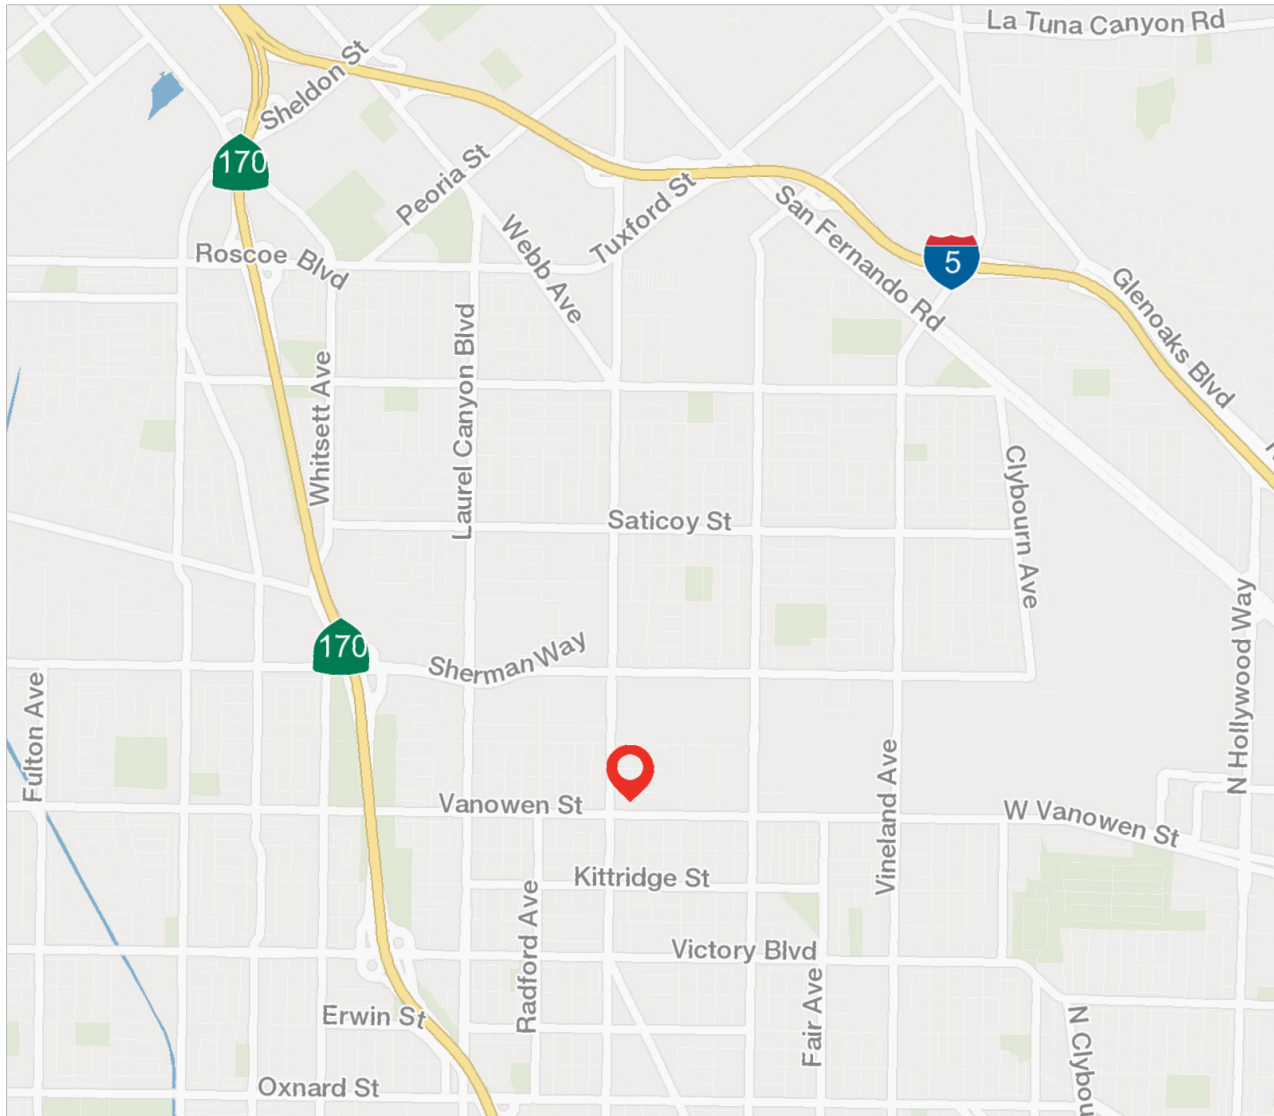 La Tuna Canyon Rd
Sheldon St
170
Peoria St
Tuxford St
San Fernando Rd
Webb Ave
Roscoe Blvd
5
Glenoaks Blvd
Laurel Canyon Blvd
Whitsett Ave
Clybourn Ave
Saticoy St
N Hollywood Way
170
Sherman Way
Fulton Ave
Vineland Ave
Vanowen St
W Vanowen St
Kittridge St
Radford Ave
Victory Blvd
Fair Ave
Erwin St
N Clybour
Oxnard St